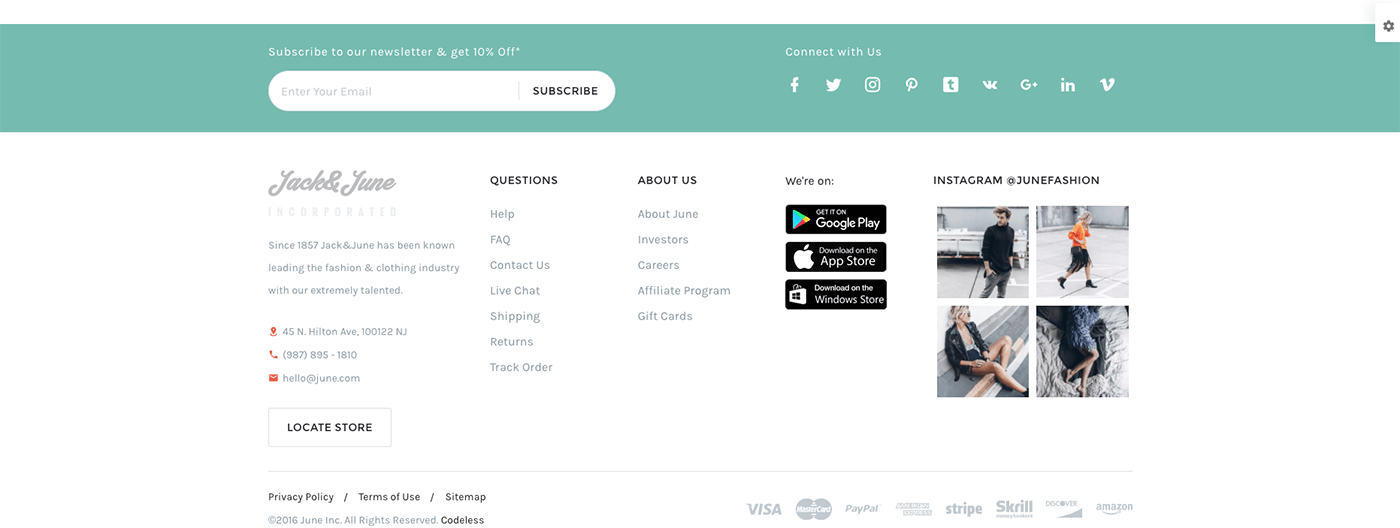 Subscribe to our newsletter & get 10% Off*
Enter Your Email
SUBSCRIBE
Connect with Us
Jack&June
INCORPORATED
Since 1857 Jack&June has been known
leading the fashion & clothing industry
with our extremely talented.
45 N. Hilton Ave, 100122 NJ
(987) 895 - 1810
hello@june.com
LOCATE STORE
QUESTIONS
Help
FAQ
Contact Us
Live Chat
Shipping
Returns
Track Order
ABOUT US
About June
Investors
Careers
Affiliate Program
Gift Cards
We're on:
GET IT ON
Google Play
Download on the
App Store
Download on the
Windows Store
INSTAGRAM @JUNEFASHION
Privacy Policy / Terms of Use / Sitemap
©2016 June Inc. All Rights Reserved. Codeless
VISA
MasterCard
PayPal
AMERICAN
EXPRESS
stripe
Skrill
moneybookers
DISCOVER
amazon